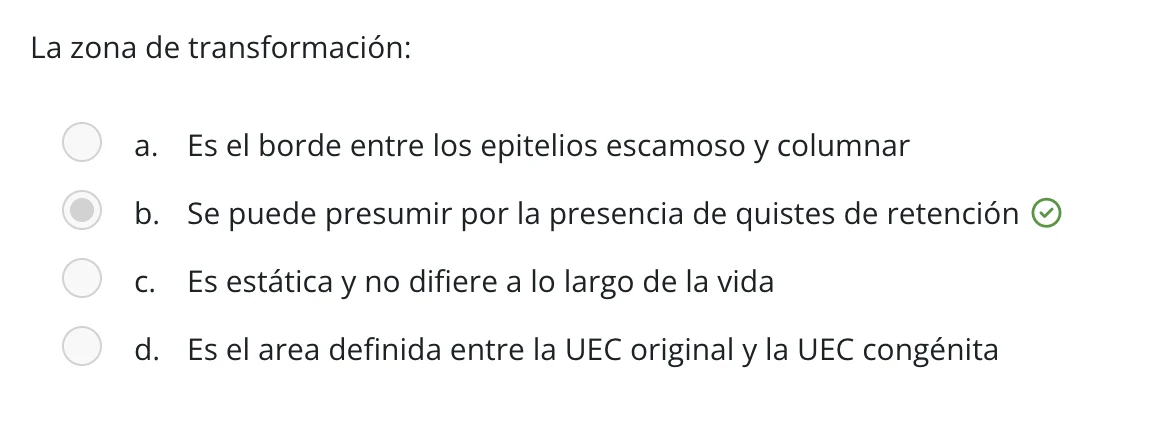 La zona de transformación:
a. Es el borde entre los epitelios escamoso y columnar
b. Se puede presumir por la presencia de quistes de retención
c. Es estática y no difiere a lo largo de la vida
d. Es el area definida entre la UEC original y la UEC congénita